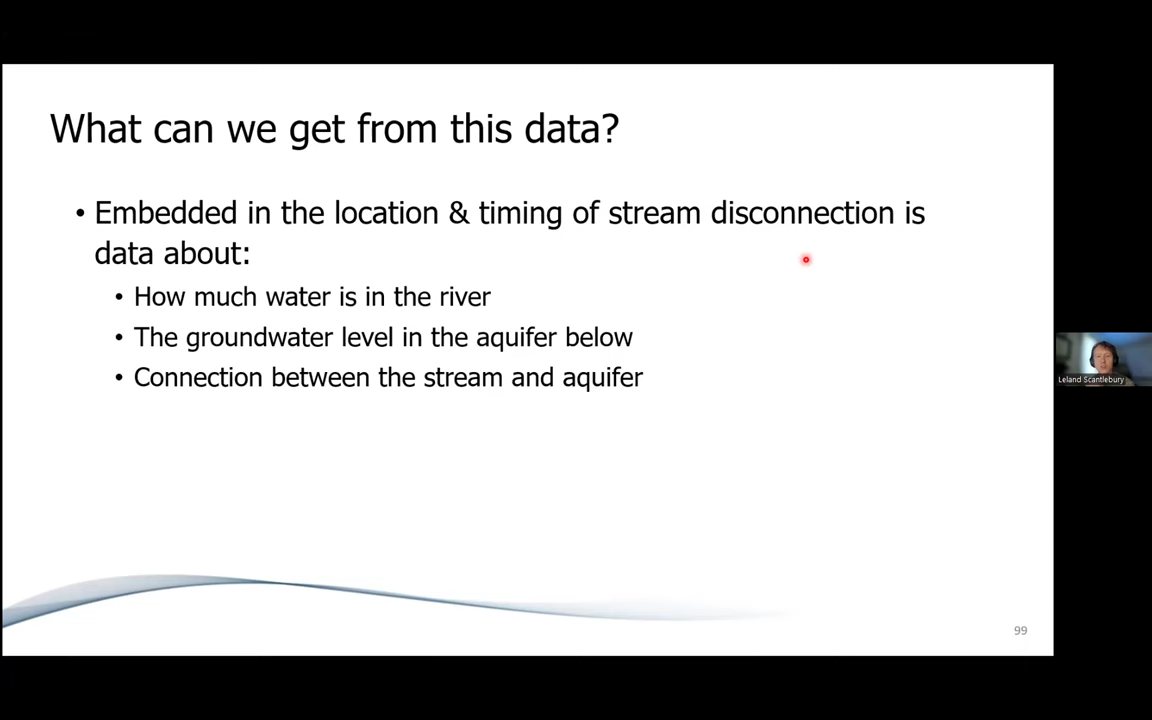 What can we get from this data?
• Embedded in the location & timing of stream disconnection is
data about:
• How much water is in the river
• The groundwater level in the aquifer below
• Connection between the stream and aquifer
Leland Scantlebury
99